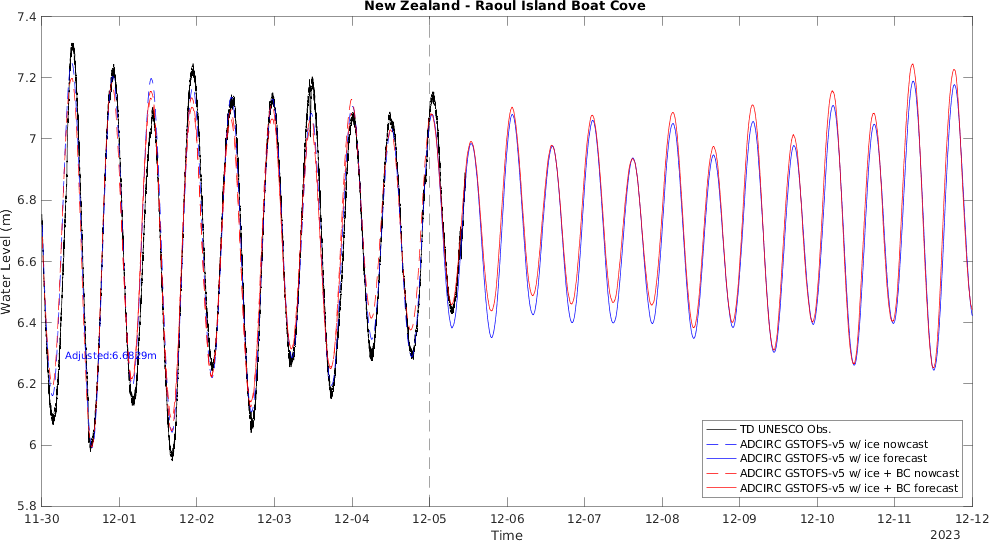 New Zealand - Raoul Island Boat Cove
7.4
7.2
7
6.8
6.6
6.4
6.2
6
5.8
Water Level (m)
Adjusted:6.6829m
TD UNESCO Obs.
ADCIRC GSTOFS-v5 w/ ice nowcast
ADCIRC GSTOFS-v5 w/ ice forecast
ADCIRC GSTOFS-v5 w/ ice + BC nowcast
ADCIRC GSTOFS-v5 w/ ice + BC forecast
11-30 12-01 12-02 12-03 12-04 12-05 12-06 12-07 12-08 12-09 12-10 12-11 12-12
Time
2023